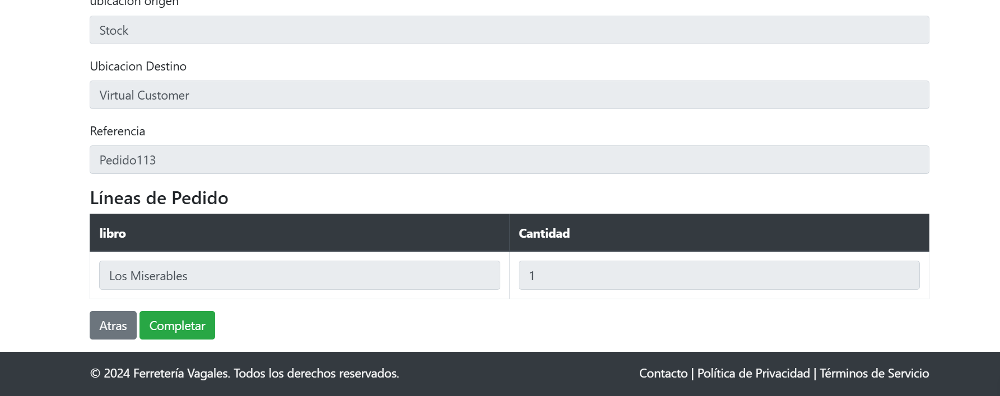 ubicacion origen
Stock
Ubicacion Destino
Virtual Customer
Referencia
Pedido113
Líneas de Pedido
libro Cantidad
Los Miserables 1
Atras Completar
© 2024 Ferretería Vagales. Todos los derechos reservados. Contacto | Política de Privacidad | Términos de Servicio